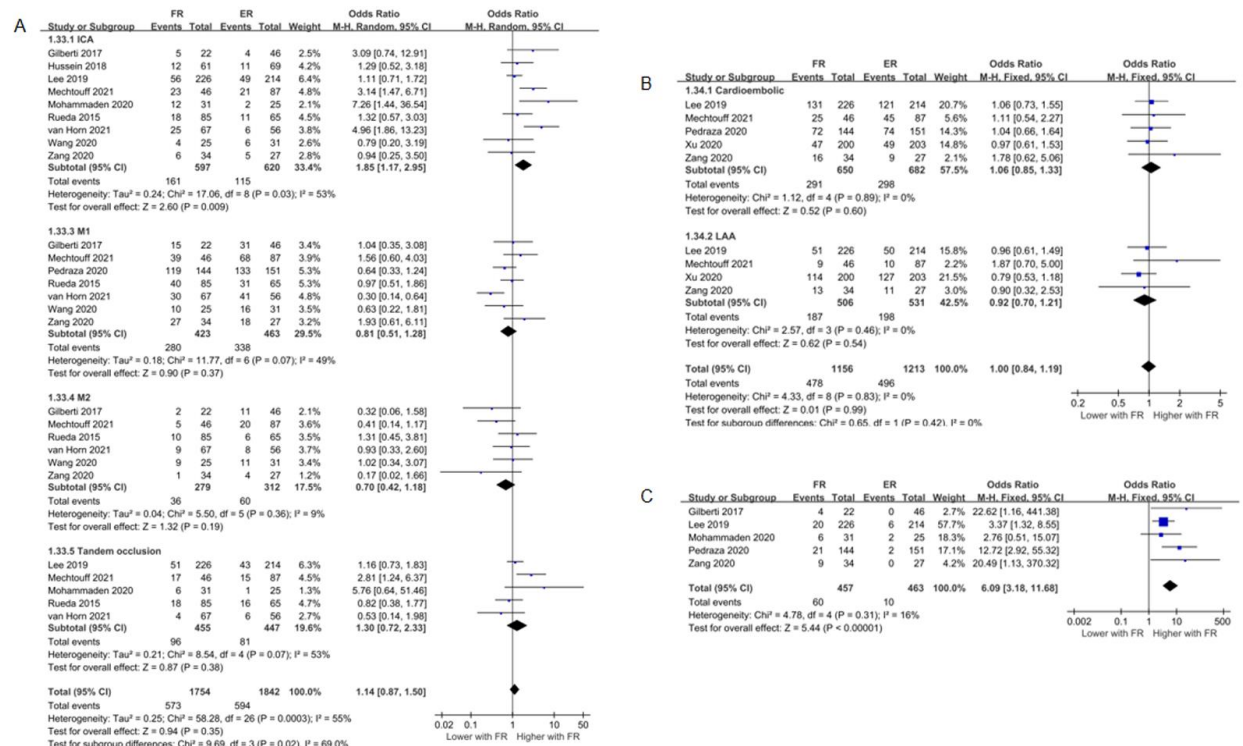 A
FR ER Odds Ratio Odds Ratio
Study or Subgroup Events Total Events Total Weight M-H, Random, 95% CI M-H, Random, 95% CI
1.33.1 ICA
Gilberti 2017 5 22 4 46 2.5% 3.09 [0.74, 12.91]
Hussein 2018 12 61 11 69 4.4% 1.29 [0.52, 3.18]
Lee 2019 56 226 49 214 6.4% 1.11 [0.71, 1.72]
Mechtouff 2021 23 46 21 87 5.1% 3.14 [1.47, 6.71]
Mohammaden 2020 12 31 2 25 2.1% 7.26 [1.44, 36.54]
Rueda 2015 18 85 11 65 4.7% 1.32 [0.57, 3.03]
van Horn 2021 25 67 6 56 4.1% 4.96 [1.86, 13.23]
Wang 2020 4 25 6 31 2.7% 0.79 [0.20, 3.19]
Zang 2020 6 34 5 27 2.8% 0.94 [0.25, 3.50]
Subtotal (95% CI) 597 620 33.4% 1.85 [1.17, 2.95]
Total events 161 115
Heterogeneity: Tau² = 0.24; Chi² = 17.06, df = 8 (P = 0.03); I² = 53%
Test for overall effect: Z = 2.60 (P = 0.009)
1.33.3 M1
Gilberti 2017 15 22 31 46 3.4% 1.04 [0.35, 3.08]
Mechtouff 2021 39 46 68 87 3.9% 1.56 [0.60, 4.03]
Pedraza 2020 119 144 133 151 5.4% 0.64 [0.33, 1.24]
Rueda 2015 40 85 31 65 5.5% 0.97 [0.51, 1.86]
van Horn 2021 30 67 41 56 5.1% 0.30 [0.14, 0.64]
Wang 2020 10 25 16 31 3.5% 0.63 [0.22, 1.81]
Zang 2020 27 34 18 27 3.2% 1.93 [0.61, 6.11]
Subtotal (95% CI) 423 463 29.5% 0.81 [0.51, 1.28]
Total events 280 338
Heterogeneity: Tau² = 0.18; Chi² = 11.77, df = 6 (P = 0.07); I² = 49%
Test for overall effect: Z = 0.90 (P = 0.37)
1.33.4 M2
Gilberti 2017 2 22 11 46 2.1% 0.32 [0.06, 1.58]
Mechtouff 2021 5 46 20 87 3.6% 0.41 [0.14, 1.17]
Rueda 2015 10 85 6 65 3.5% 1.31 [0.45, 3.81]
van Horn 2021 9 67 8 56 3.7% 0.93 [0.33, 2.60]
Wang 2020 9 25 11 31 3.4% 1.02 [0.34, 3.07]
Zang 2020 1 34 4 27 1.2% 0.17 [0.02, 1.66]
Subtotal (95% CI) 279 312 17.5% 0.70 [0.42, 1.18]
Total events 36 60
Heterogeneity: Tau² = 0.04; Chi² = 5.50, df = 5 (P = 0.36); I² = 9%
Test for overall effect: Z = 1.32 (P = 0.19)
1.33.5 Tandem occlusion
Lee 2019 51 226 43 214 6.3% 1.16 [0.73, 1.83]
Mechtouff 2021 17 46 15 87 4.8% 2.81 [1.24, 6.37]
Mohammaden 2020 6 31 1 25 1.3% 5.76 [0.64, 51.46]
Rueda 2015 18 85 16 65 5.0% 0.82 [0.38, 1.77]
van Horn 2021 4 67 6 56 2.7% 0.53 [0.14, 1.98]
Subtotal (95% CI) 455 447 19.6% 1.30 [0.72, 2.33]
Total events 96 81
Heterogeneity: Tau² = 0.21; Chi² = 8.54, df = 4 (P = 0.07); I² = 53%
Test for overall effect: Z = 0.87 (P = 0.38)
Total (95% CI) 1754 1842 100.0% 1.14 [0.87, 1.50]
Total events 573 594
Heterogeneity: Tau² = 0.25; Chi² = 58.28, df = 26 (P = 0.0003); I² = 55%
Test for overall effect: Z = 0.94 (P = 0.35)
Test for subgroup differences: Chi² = 9.69, df = 3 (P = 0.02), I² = 69.0%
0.02 0.1 1 10 50
Lower with FR Higher with FR
B
FR ER Odds Ratio Odds Ratio
Study or Subgroup Events Total Events Total Weight M-H, Fixed, 95% CI M-H, Fixed, 95% CI
1.34.1 Cardioembolic
Lee 2019 131 226 121 214 20.7% 1.06 [0.73, 1.55]
Mechtouff 2021 25 46 45 87 5.6% 1.11 [0.54, 2.27]
Pedraza 2020 72 144 74 151 14.3% 1.04 [0.66, 1.64]
Xu 2020 47 200 49 203 14.8% 0.97 [0.61, 1.53]
Zang 2020 16 34 9 27 2.1% 1.78 [0.62, 5.06]
Subtotal (95% CI) 650 682 57.5% 1.06 [0.85, 1.33]
Total events 291 298
Heterogeneity: Chi² = 1.12, df = 4 (P = 0.89); I² = 0%
Test for overall effect: Z = 0.52 (P = 0.60)
1.34.2 LAA
Lee 2019 51 226 50 214 15.8% 0.96 [0.61, 1.49]
Mechtouff 2021 9 46 10 87 2.2% 1.87 [0.70, 5.00]
Xu 2020 114 200 127 203 21.5% 0.79 [0.53, 1.18]
Zang 2020 13 34 11 27 3.0% 0.90 [0.32, 2.53]
Subtotal (95% CI) 506 531 42.5% 0.92 [0.70, 1.21]
Total events 187 198
Heterogeneity: Chi² = 2.57, df = 3 (P = 0.46); I² = 0%
Test for overall effect: Z = 0.62 (P = 0.54)
Total (95% CI) 1156 1213 100.0% 1.00 [0.84, 1.19]
Total events 478 496
Heterogeneity: Chi² = 4.33, df = 8 (P = 0.83); I² = 0%
Test for overall effect: Z = 0.01 (P = 0.99)
Test for subgroup differences: Chi² = 0.65, df = 1 (P = 0.42), I² = 0%
0.2 0.5 1 2 5
Lower with FR Higher with FR
C
FR ER Odds Ratio Odds Ratio
Study or Subgroup Events Total Events Total Weight M-H, Fixed, 95% CI M-H, Fixed, 95% CI
Gilberti 2017 4 22 0 46 2.7% 22.62 [1.16, 441.38]
Lee 2019 20 226 6 214 57.7% 3.37 [1.32, 8.55]
Mohammaden 2020 6 31 2 25 18.3% 2.76 [0.51, 15.07]
Pedraza 2020 21 144 2 151 17.1% 12.72 [2.92, 55.32]
Zang 2020 9 34 0 27 4.2% 20.49 [1.13, 370.32]
Total (95% CI) 457 463 100.0% 6.09 [3.18, 11.68]
Total events 60 10
Heterogeneity: Chi² = 4.78, df = 4 (P = 0.31); I² = 16%
Test for overall effect: Z = 5.44 (P < 0.00001)
0.002 0.1 1 10 500
Lower with FR Higher with FR